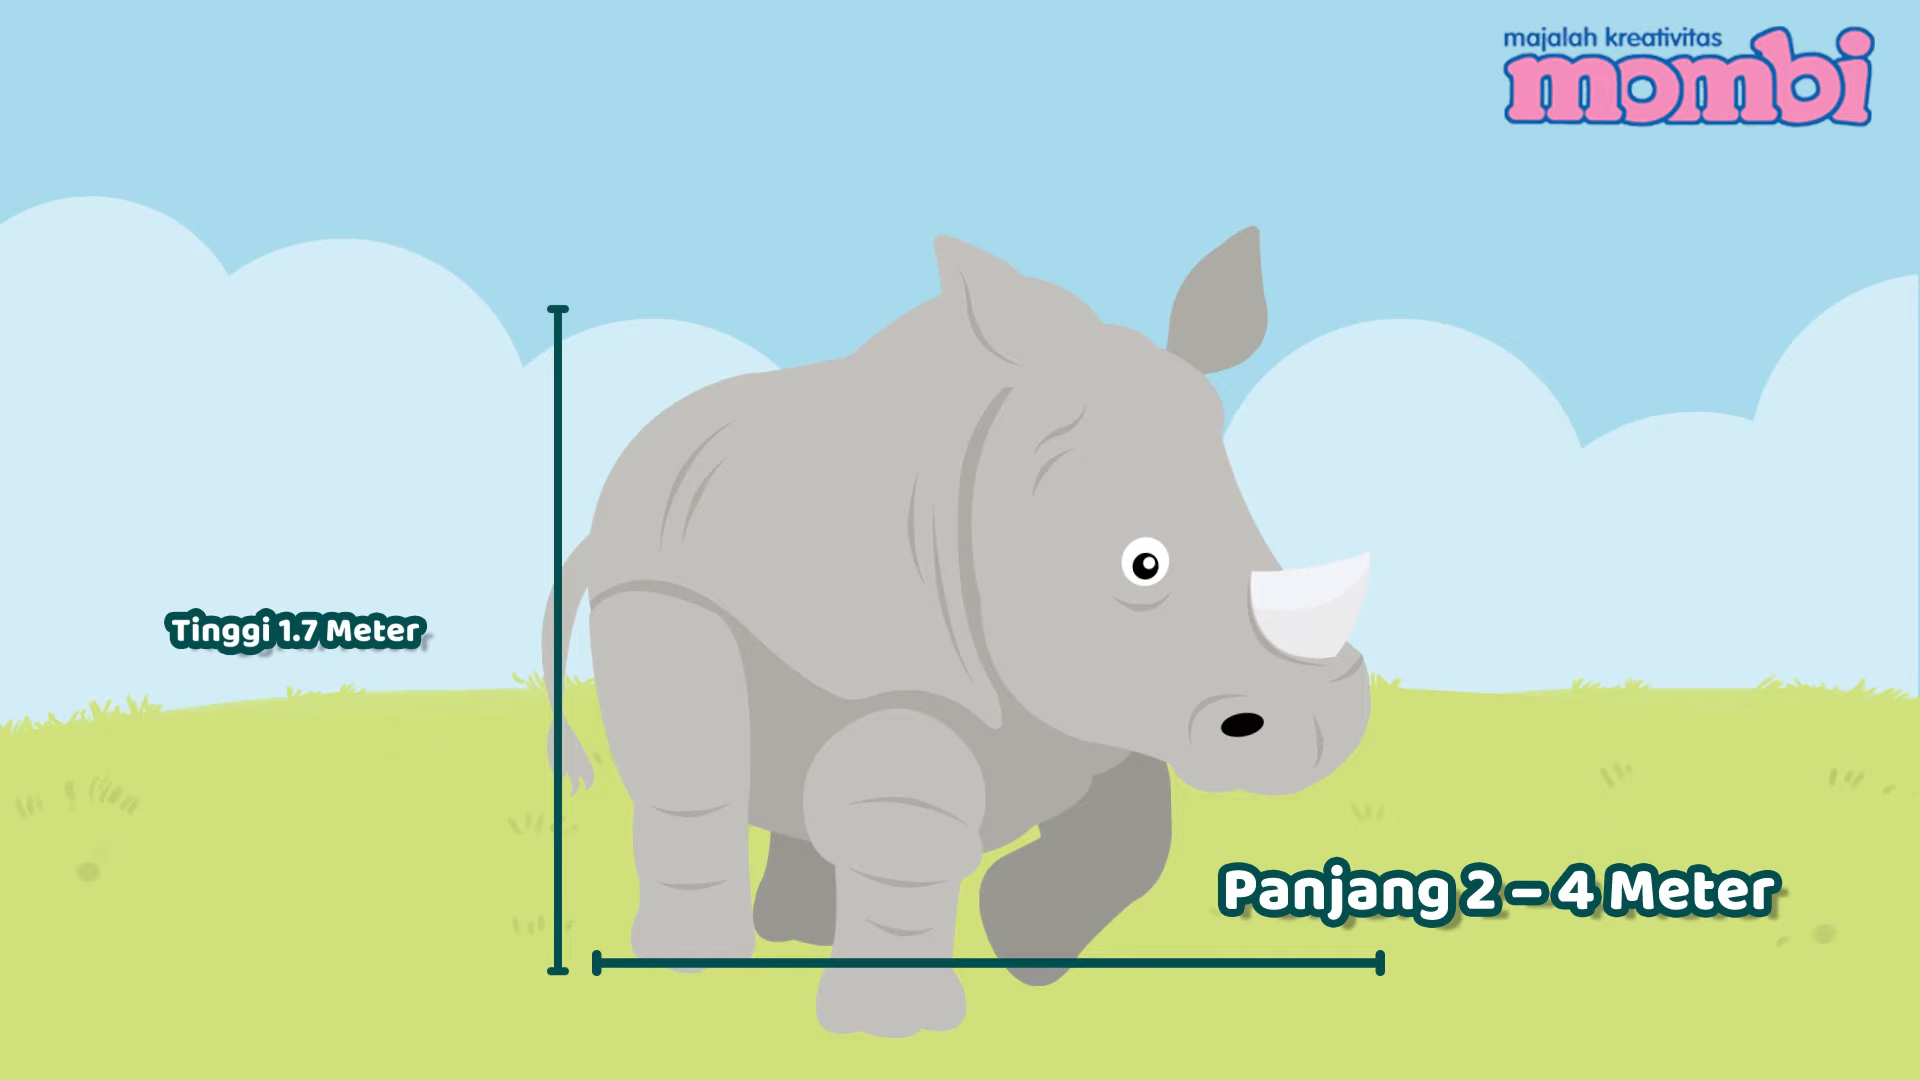 majalah kreativitas
mombi
Tinggi 1.7 Meter
Panjang 2 – 4 Meter